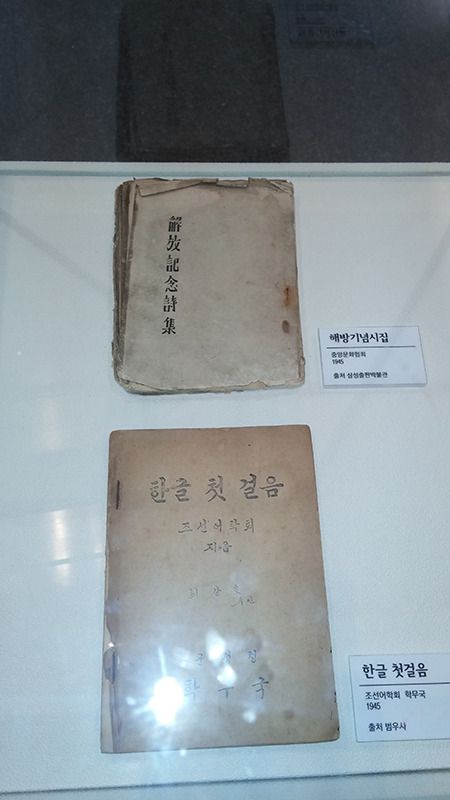 解放記念詩集
해방기념시집
중앙문화협회
1945
출처 삼성출판박물관
한글 첫 걸음
조선어학회
지음
군정청
학무국
한글 첫걸음
조선어학회 학무국
1945
출처 범우사